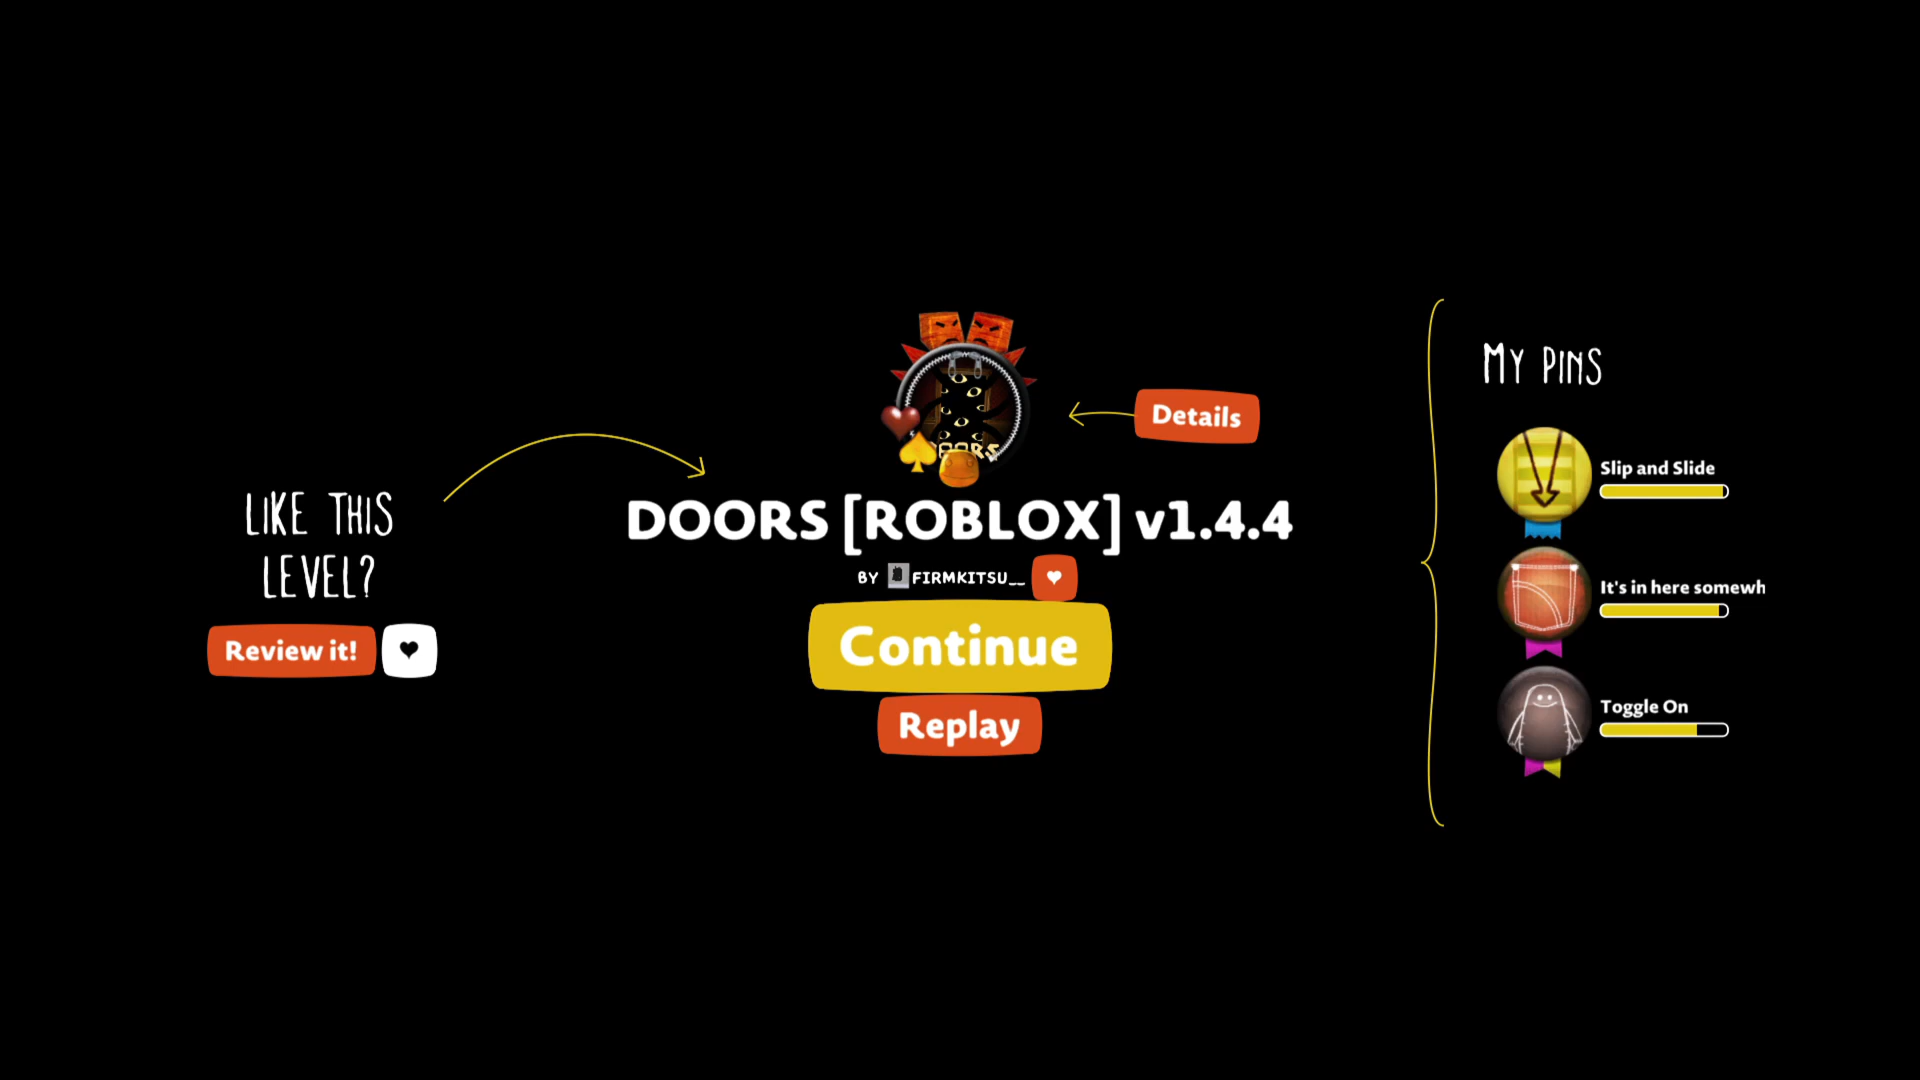 LIKE THIS
LEVEL?
Review it!
Details
DOORS [ROBLOX] v1.4.4
BY FIRMKITSU__
Continue
Replay
MY PINS
Slip and Slide
It's in here somewh
Toggle On